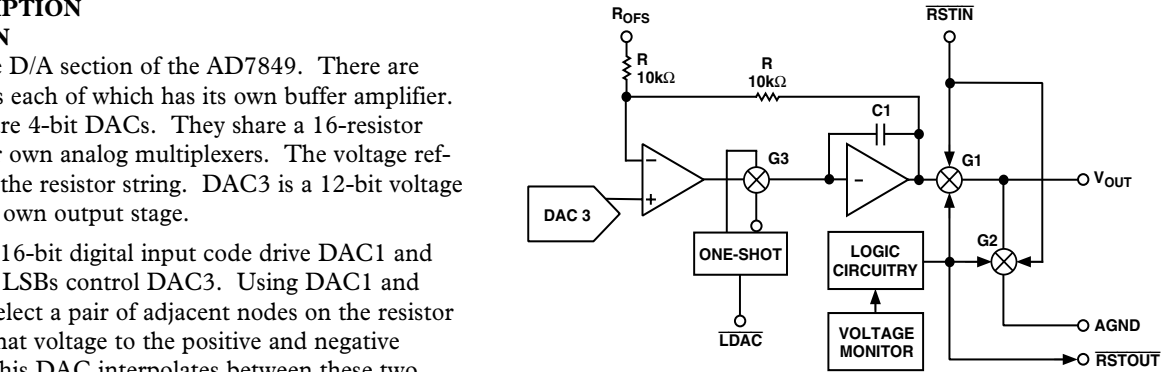 PTION
N
e D/A section of the AD7849. There are
s each of which has its own buffer amplifier.
re 4-bit DACs. They share a 16-resistor
r own analog multiplexers. The voltage ref-
the resistor string. DAC3 is a 12-bit voltage
own output stage.
16-bit digital input code drive DAC1 and
LSBs control DAC3. Using DAC1 and
elect a pair of adjacent nodes on the resistor
hat voltage to the positive and negative
his DAC interpolates between these two
ROFS
RSTIN
R
10kΩ
R
10kΩ
C1
G3
G1
VOUT
DAC 3
−
+
−
ONE-SHOT
LOGIC
CIRCUITRY
G2
LDAC
VOLTAGE
MONITOR
AGND
RSTOUT